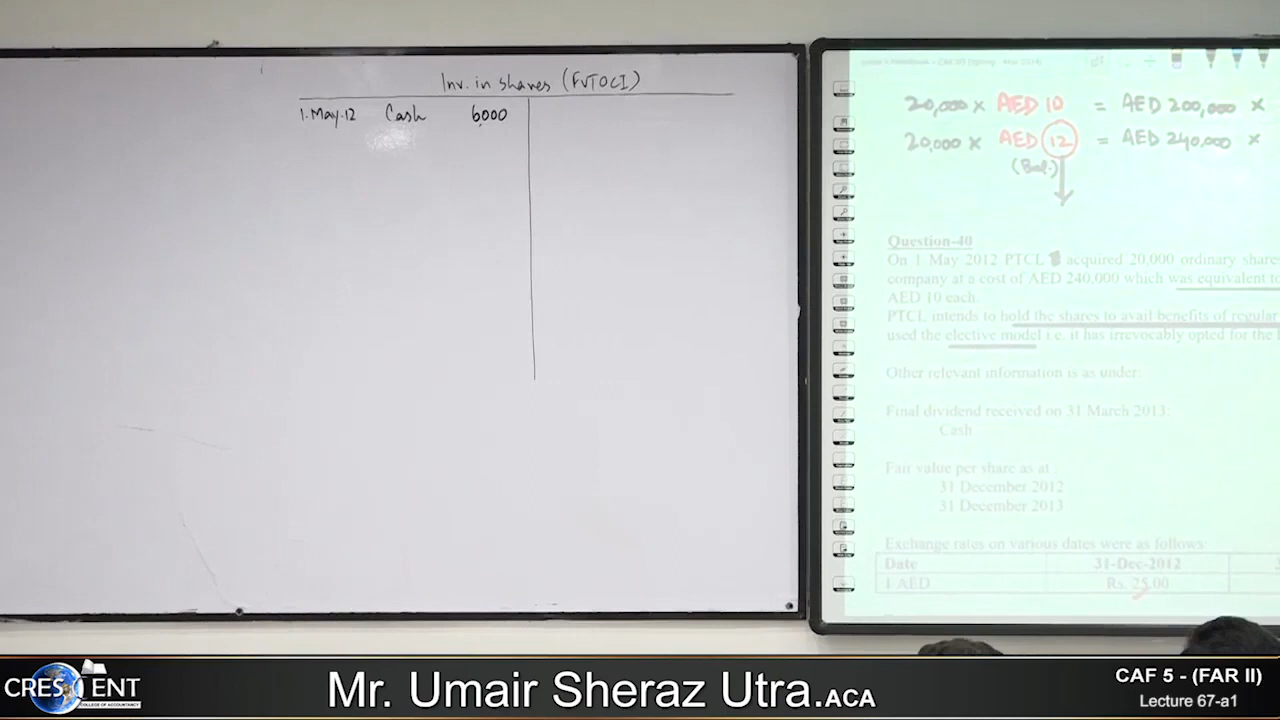 Inv. in shares (FVTOCI)
1.May.12 Cash 6000
20,000 × AED 10 = AED 200,000 ×
20,000 × AED 12 = AED 240,000 ×
(Bal.)
Question-40
On 1 May 2012 PTCL acquired 20,000 ordinary shares
company at a cost of AED 240,000 which was equivalent to
AED 10 each.
PTCL intends to hold the shares to avail benefits of regular
used the elective model i.e. it has irrevocably opted for the
Other relevant information is as under:
Final dividend received on 31 March 2013:
Cash
Fair value per share as at :
31 December 2012
31 December 2013
Exchange rates on various dates were as follows:
Date 31-Dec-2012
1 AED Rs. 25.00
CRESCENT
COLLEGE OF ACCOUNTANCY
Mr. Umair Sheraz Utra.ACA
CAF 5 - (FAR II)
Lecture 67-a1